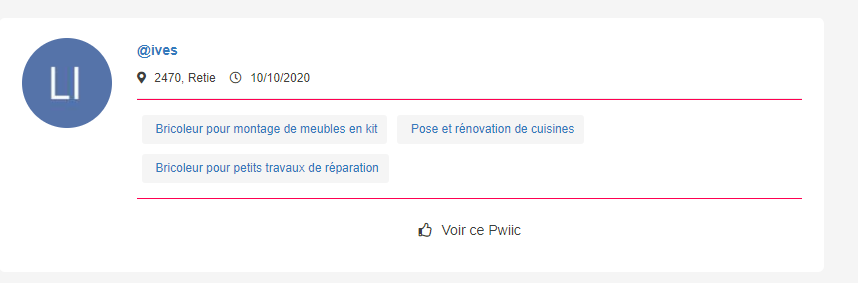 LI
@ives
2470, Retie 10/10/2020
Bricoleur pour montage de meubles en kit Pose et rénovation de cuisines
Bricoleur pour petits travaux de réparation
Voir ce Pwiic